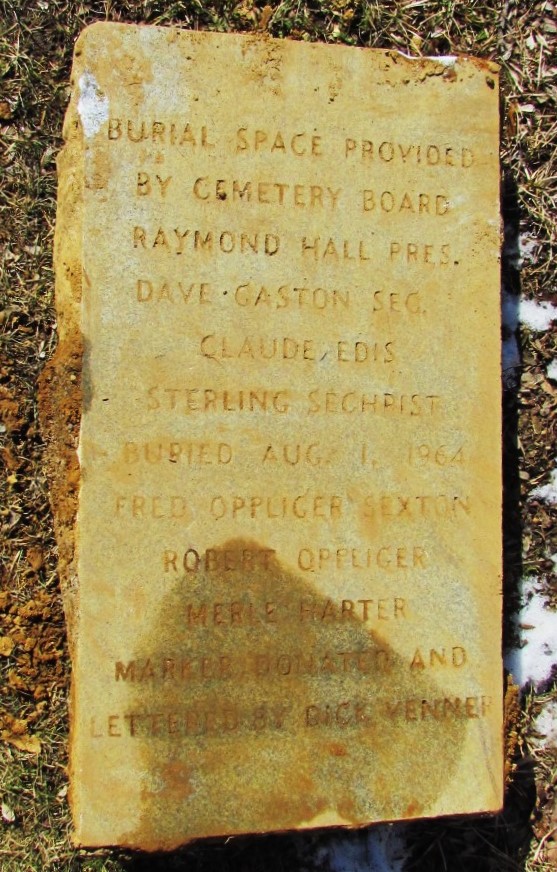 BURIAL SPACE PROVIDED
BY CEMETERY BOARD
RAYMOND HALL PRES.
DAVE GASTON SEC.
CLAUDE EDIS
STERLING SECHRIST
BURIED AUG. 1, 1964
FRED OPPLIGER SEXTON
ROBERT OPPLIGER
MERLE HARTER
MARKER DONATED AND
LETTERED BY DICK VENNER